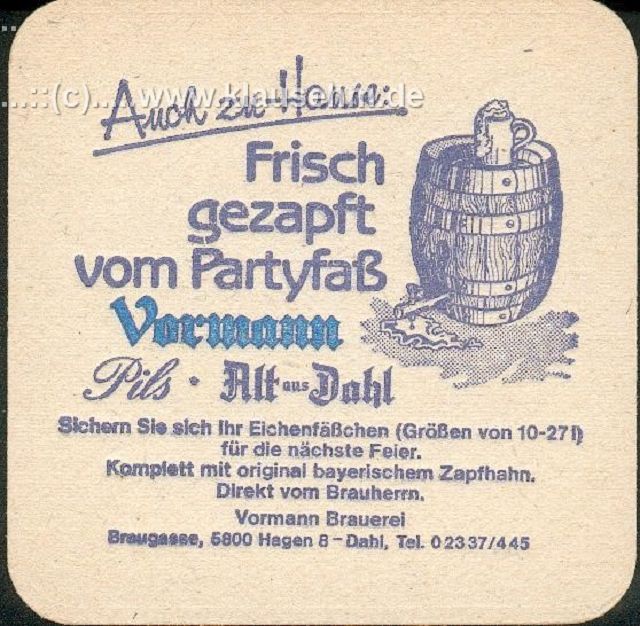 ...::(c)..... www.klausehm.de
Auch zu Hause:
Frisch
gezapft
vom Partyfaß
Vormann
Pils · Alt aus Dahl
Sichern Sie sich Ihr Eichenfäßchen (Größen von 10-27 l)
für die nächste Feier.
Komplett mit original bayerischem Zapfhahn.
Direkt vom Brauherrn.
Vormann Brauerei
Braugasse, 5800 Hagen 8 - Dahl, Tel. 0 23 37/4 45